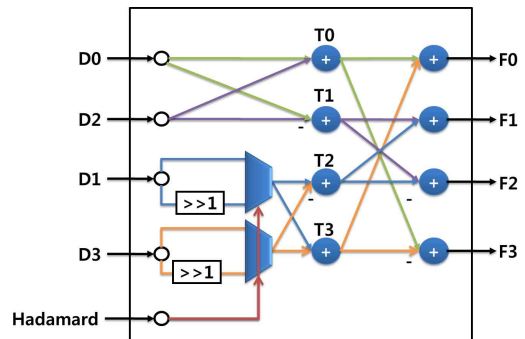 D0
T0
+
+
F0
D2
T1
+
-
+
F1
D1
>>1
T2
+
-
+
-
F2
D3
>>1
T3
+
+
-
F3
Hadamard